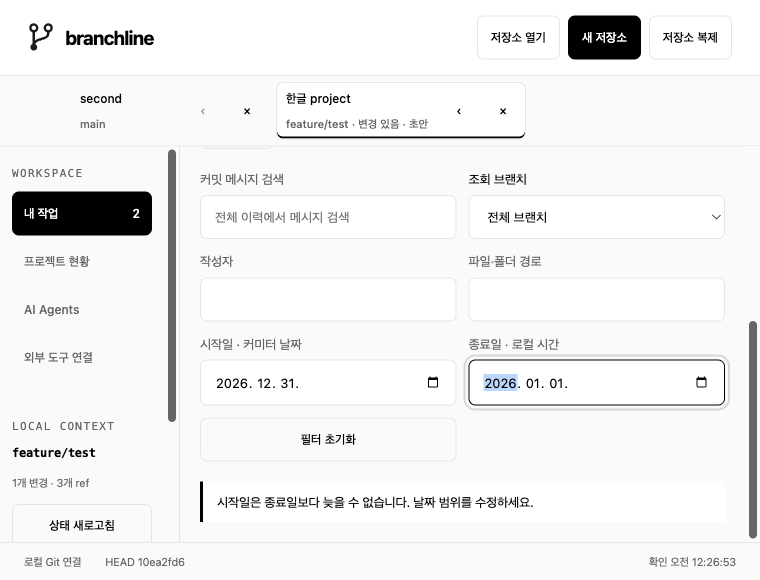 branchline
저장소 열기
새 저장소
저장소 복제
second
main
‹
×
한글 project
feature/test · 변경 있음 · 초안
‹
×
WORKSPACE
내 작업 2
프로젝트 현황
AI Agents
외부 도구 연결
LOCAL CONTEXT
feature/test
1개 변경 · 3개 ref
상태 새로고침
커밋 메시지 검색
전체 이력에서 메시지 검색
조회 브랜치
전체 브랜치
작성자
파일·폴더 경로
시작일 · 커미터 날짜
2026. 12. 31.
종료일 · 로컬 시간
2026. 01. 01.
필터 초기화
시작일은 종료일보다 늦을 수 없습니다. 날짜 범위를 수정하세요.
로컬 Git 연결
HEAD 10ea2fd6
확인 오전 12:26:53